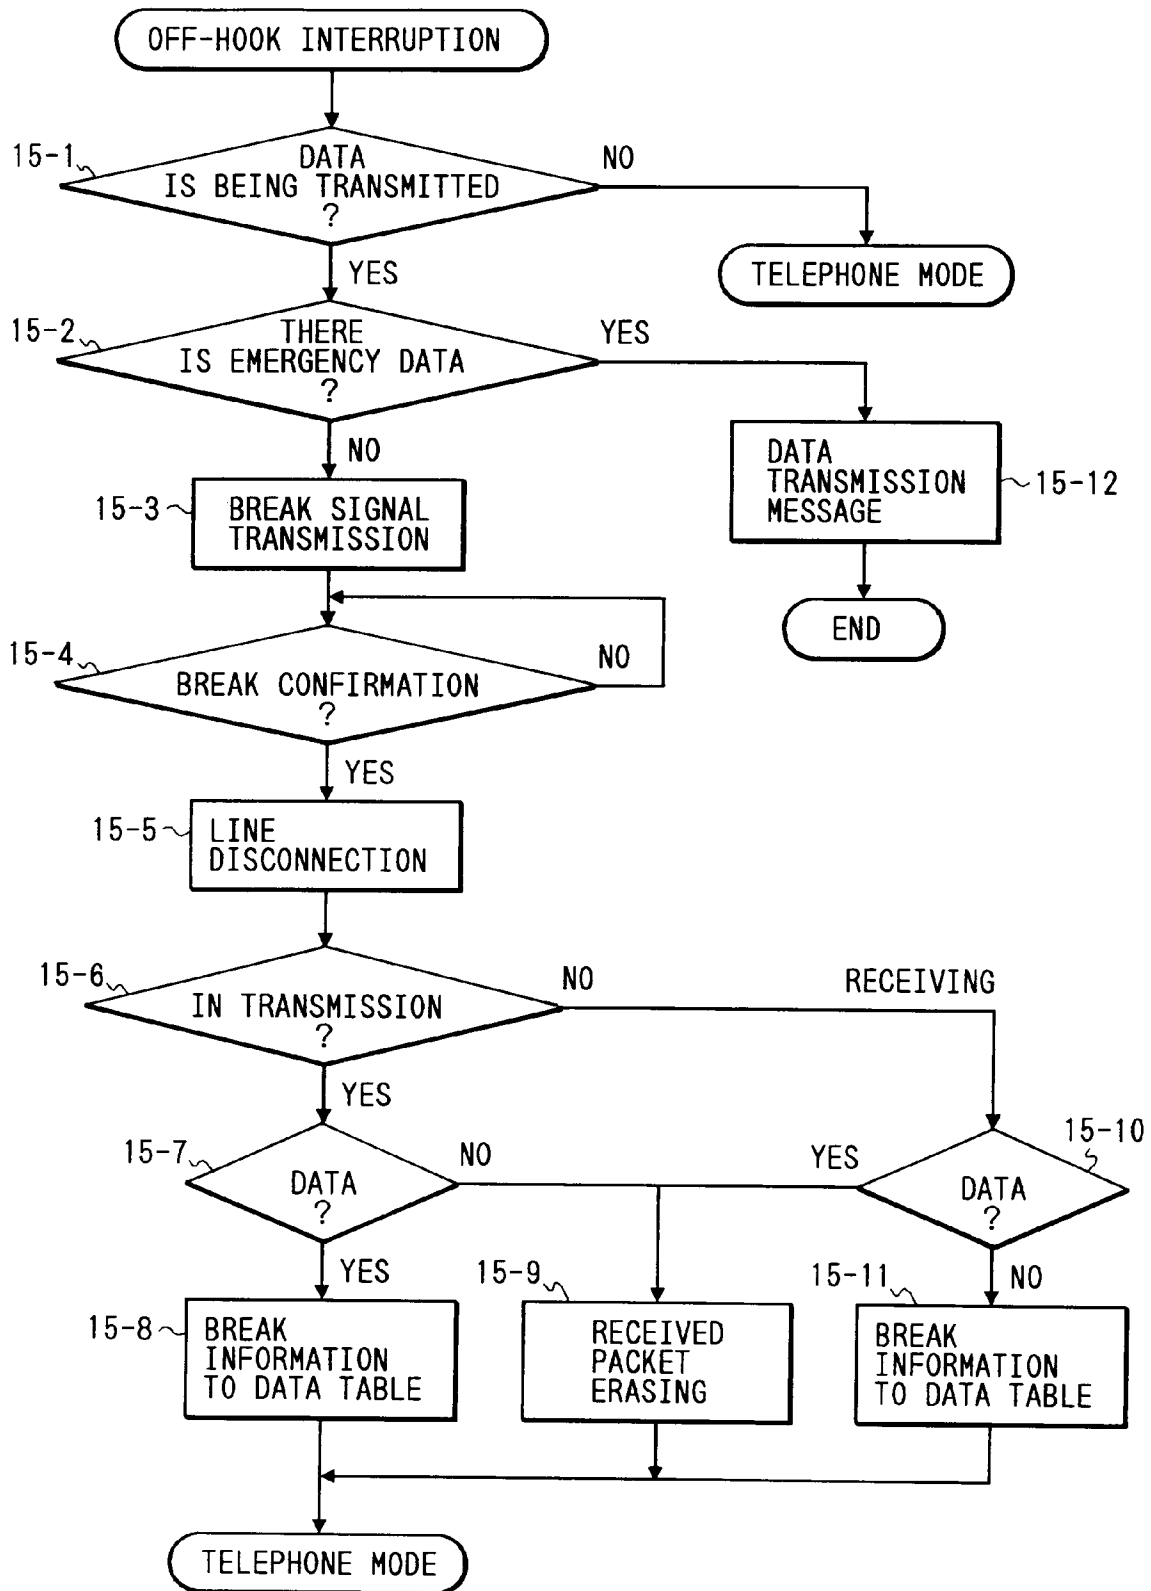 OFF-HOOK INTERRUPTION
15-1
DATA
IS BEING TRANSMITTED
?
NO
TELEPHONE MODE
YES
15-2
THERE
IS EMERGENCY DATA
?
YES
DATA
TRANSMISSION
MESSAGE
15-12
END
NO
15-3
BREAK SIGNAL
TRANSMISSION
15-4
BREAK CONFIRMATION
?
NO
YES
15-5
LINE
DISCONNECTION
15-6
IN TRANSMISSION
?
NO
RECEIVING
YES
15-7
DATA
?
NO
YES
15-10
DATA
?
YES
15-8
BREAK
INFORMATION
TO DATA TABLE
15-9
RECEIVED
PACKET
ERASING
NO
15-11
BREAK
INFORMATION
TO DATA TABLE
TELEPHONE MODE